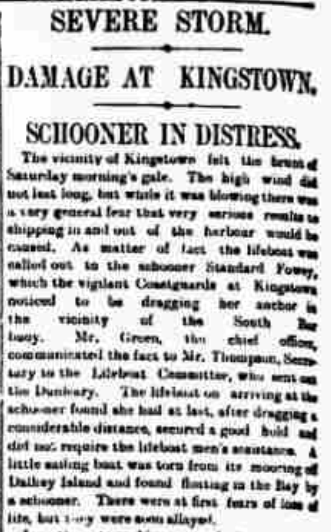 SEVERE STORM.
DAMAGE AT KINGSTOWN.
SCHOONER IN DISTRESS.
The vicinity of Kingstown felt the brunt of
Saturday morning's gale. The high wind did
not last long, but while it was blowing there was
a very general fear that very serious results to
shipping in and out of the harbour would be
caused. As matter of fact the lifeboat was
called out to the schooner Standard Fowey,
which the vigilant Coastguards at Kingstown
noticed to be dragging her anchor in
the vicinity of the South Bar
buoy. Mr. Green, the chief officer,
communicated the fact to Mr. Thompson, Secre-
tary to the Lifeboat Committee, who sent out
the Dunleary. The lifeboat on arriving at the
schooner found she had at last, after dragging a
considerable distance, secured a good hold and
did not require the lifeboat men's assistance. A
little sailing boat was torn from its mooring off
Dalkey Island and found floating in the Bay by
a schooner. There were at first fears of loss of
life, but they were soon allayed.